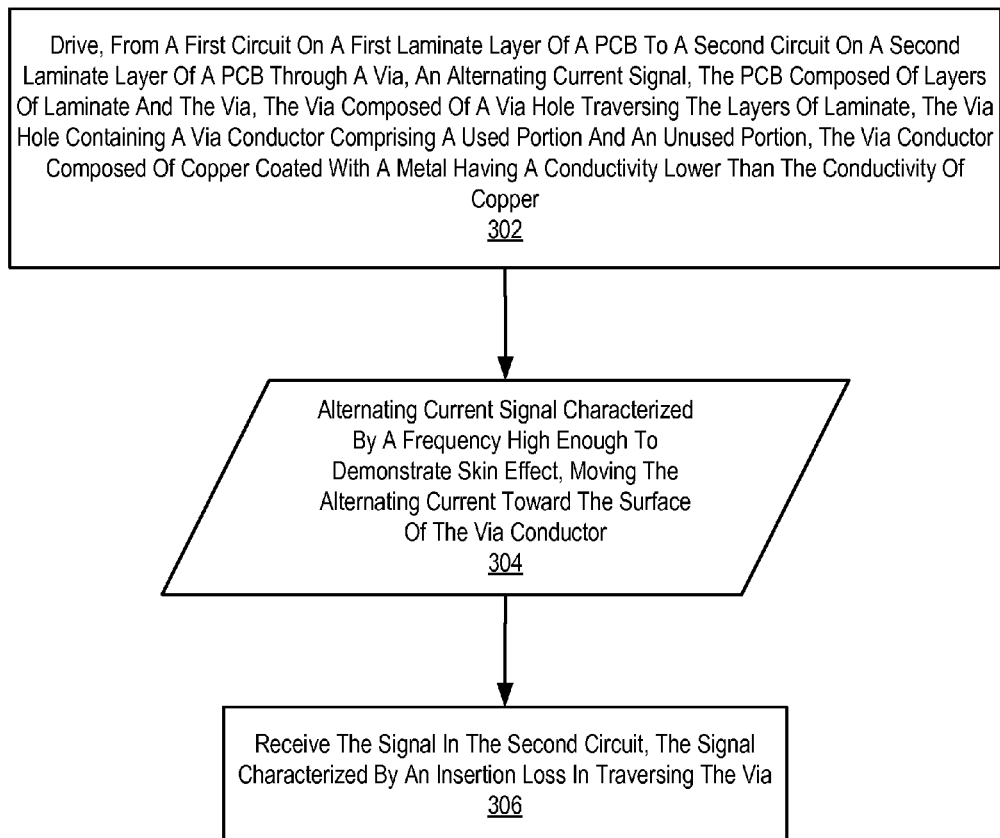 Drive, From A First Circuit On A First Laminate Layer Of A PCB To A Second Circuit On A Second
Laminate Layer Of A PCB Through A Via, An Alternating Current Signal, The PCB Composed Of Layers
Of Laminate And The Via, The Via Composed Of A Via Hole Traversing The Layers Of Laminate, The Via
Hole Containing A Via Conductor Comprising A Used Portion And An Unused Portion, The Via Conductor
Composed Of Copper Coated With A Metal Having A Conductivity Lower Than The Conductivity Of
Copper
302
Alternating Current Signal Characterized
By A Frequency High Enough To
Demonstrate Skin Effect, Moving The
Alternating Current Toward The Surface
Of The Via Conductor
304
Receive The Signal In The Second Circuit, The Signal
Characterized By An Insertion Loss In Traversing The Via
306